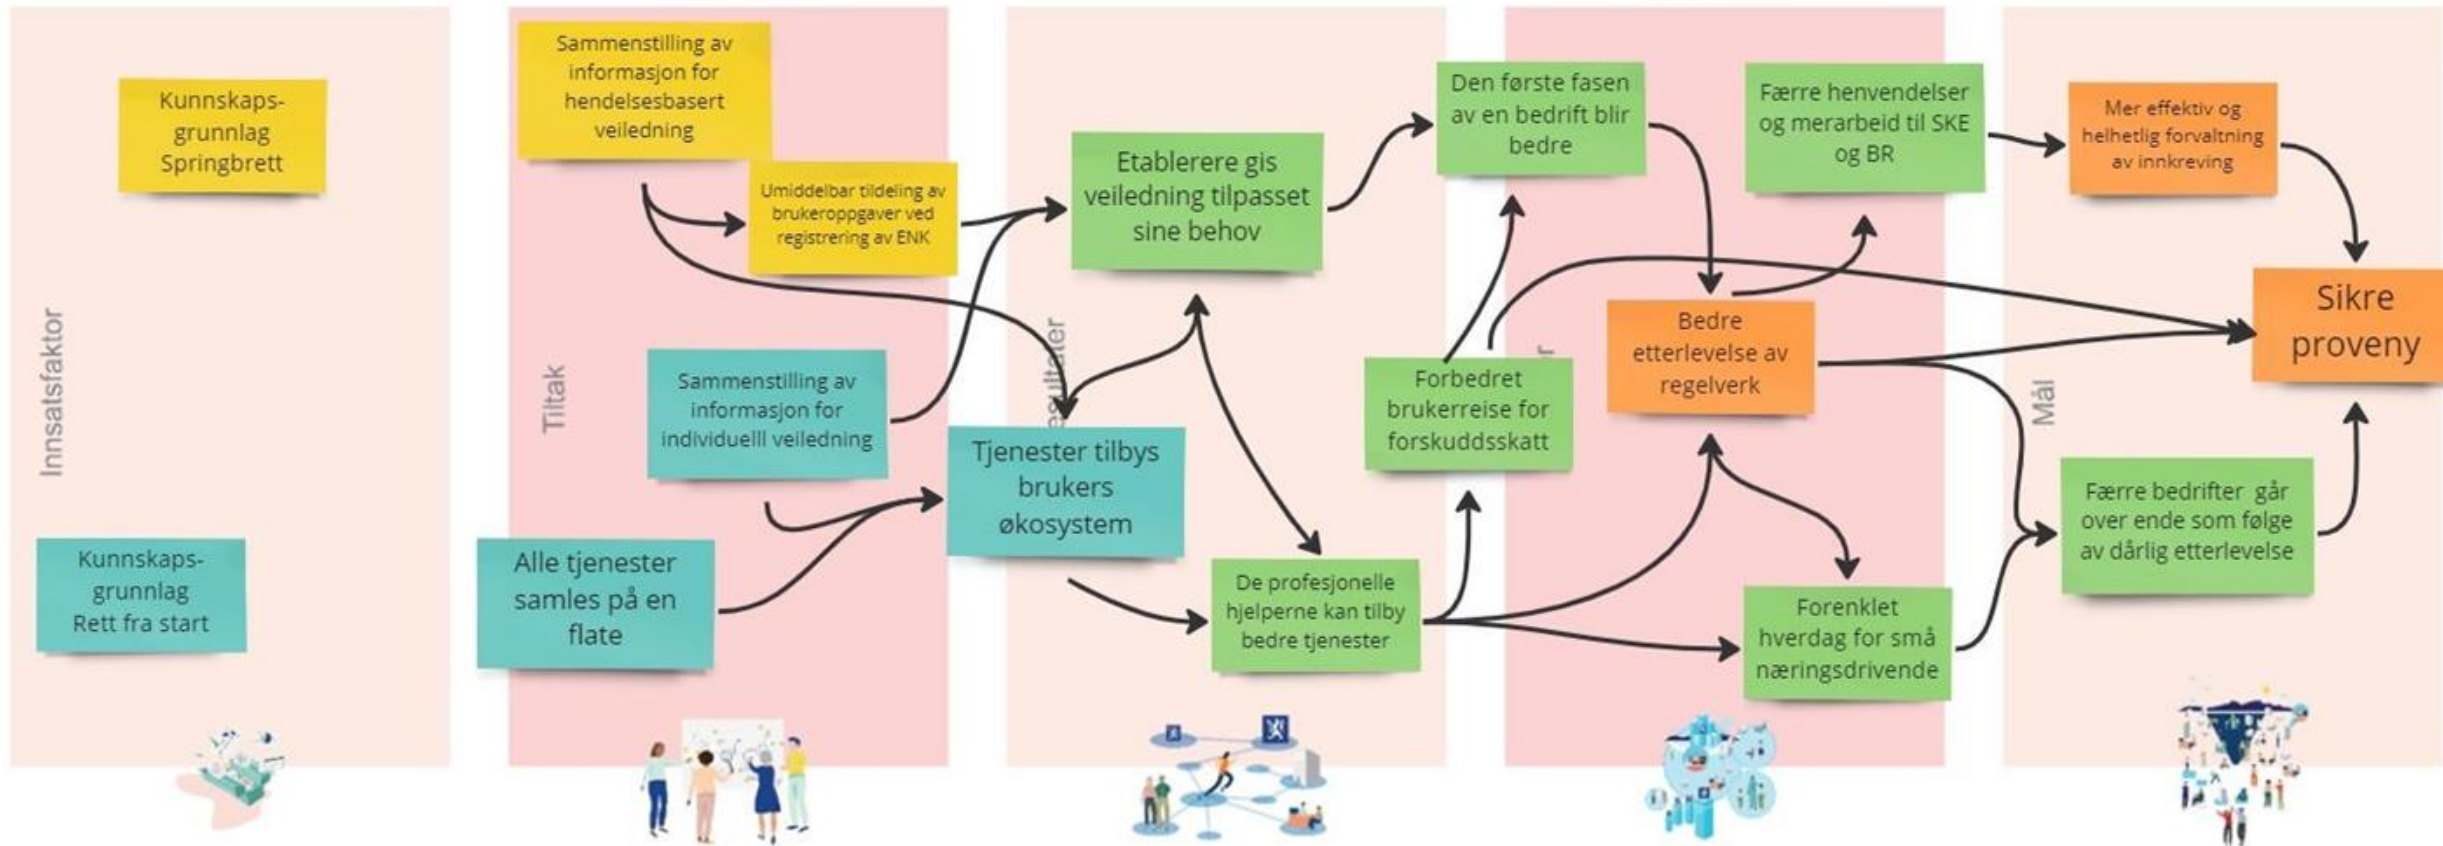 Innsatsfaktor
Kunnskaps-
grunnlag
Springbrett
Kunnskaps-
grunnlag
Rett fra start
Tiltak
Sammenstilling av
informasjon for
hendelsesbasert
veiledning
Umiddelbar tildeling av
brukeroppgaver ved
registrering av ENK
Sammenstilling av
informasjon for
individuelll veiledning
Alle tjenester
samles på en
flate
esultater
Etablerere gis
veiledning tilpasset
sine behov
Tjenester tilbys
brukers
økosystem
De profesjonelle
hjelperne kan tilby
bedre tjenester
Den første fasen
av en bedrift blir
bedre
Forbedret
brukerreise for
forskuddsskatt
r
Færre henvendelser
og merarbeid til SKE
og BR
Bedre
etterlevelse av
regelverk
Forenklet
hverdag for små
næringsdrivende
Mål
Mer effektiv og
helhetlig forvaltning
av innkreving
Sikre
proveny
Færre bedrifter går
over ende som følge
av dårlig etterlevelse